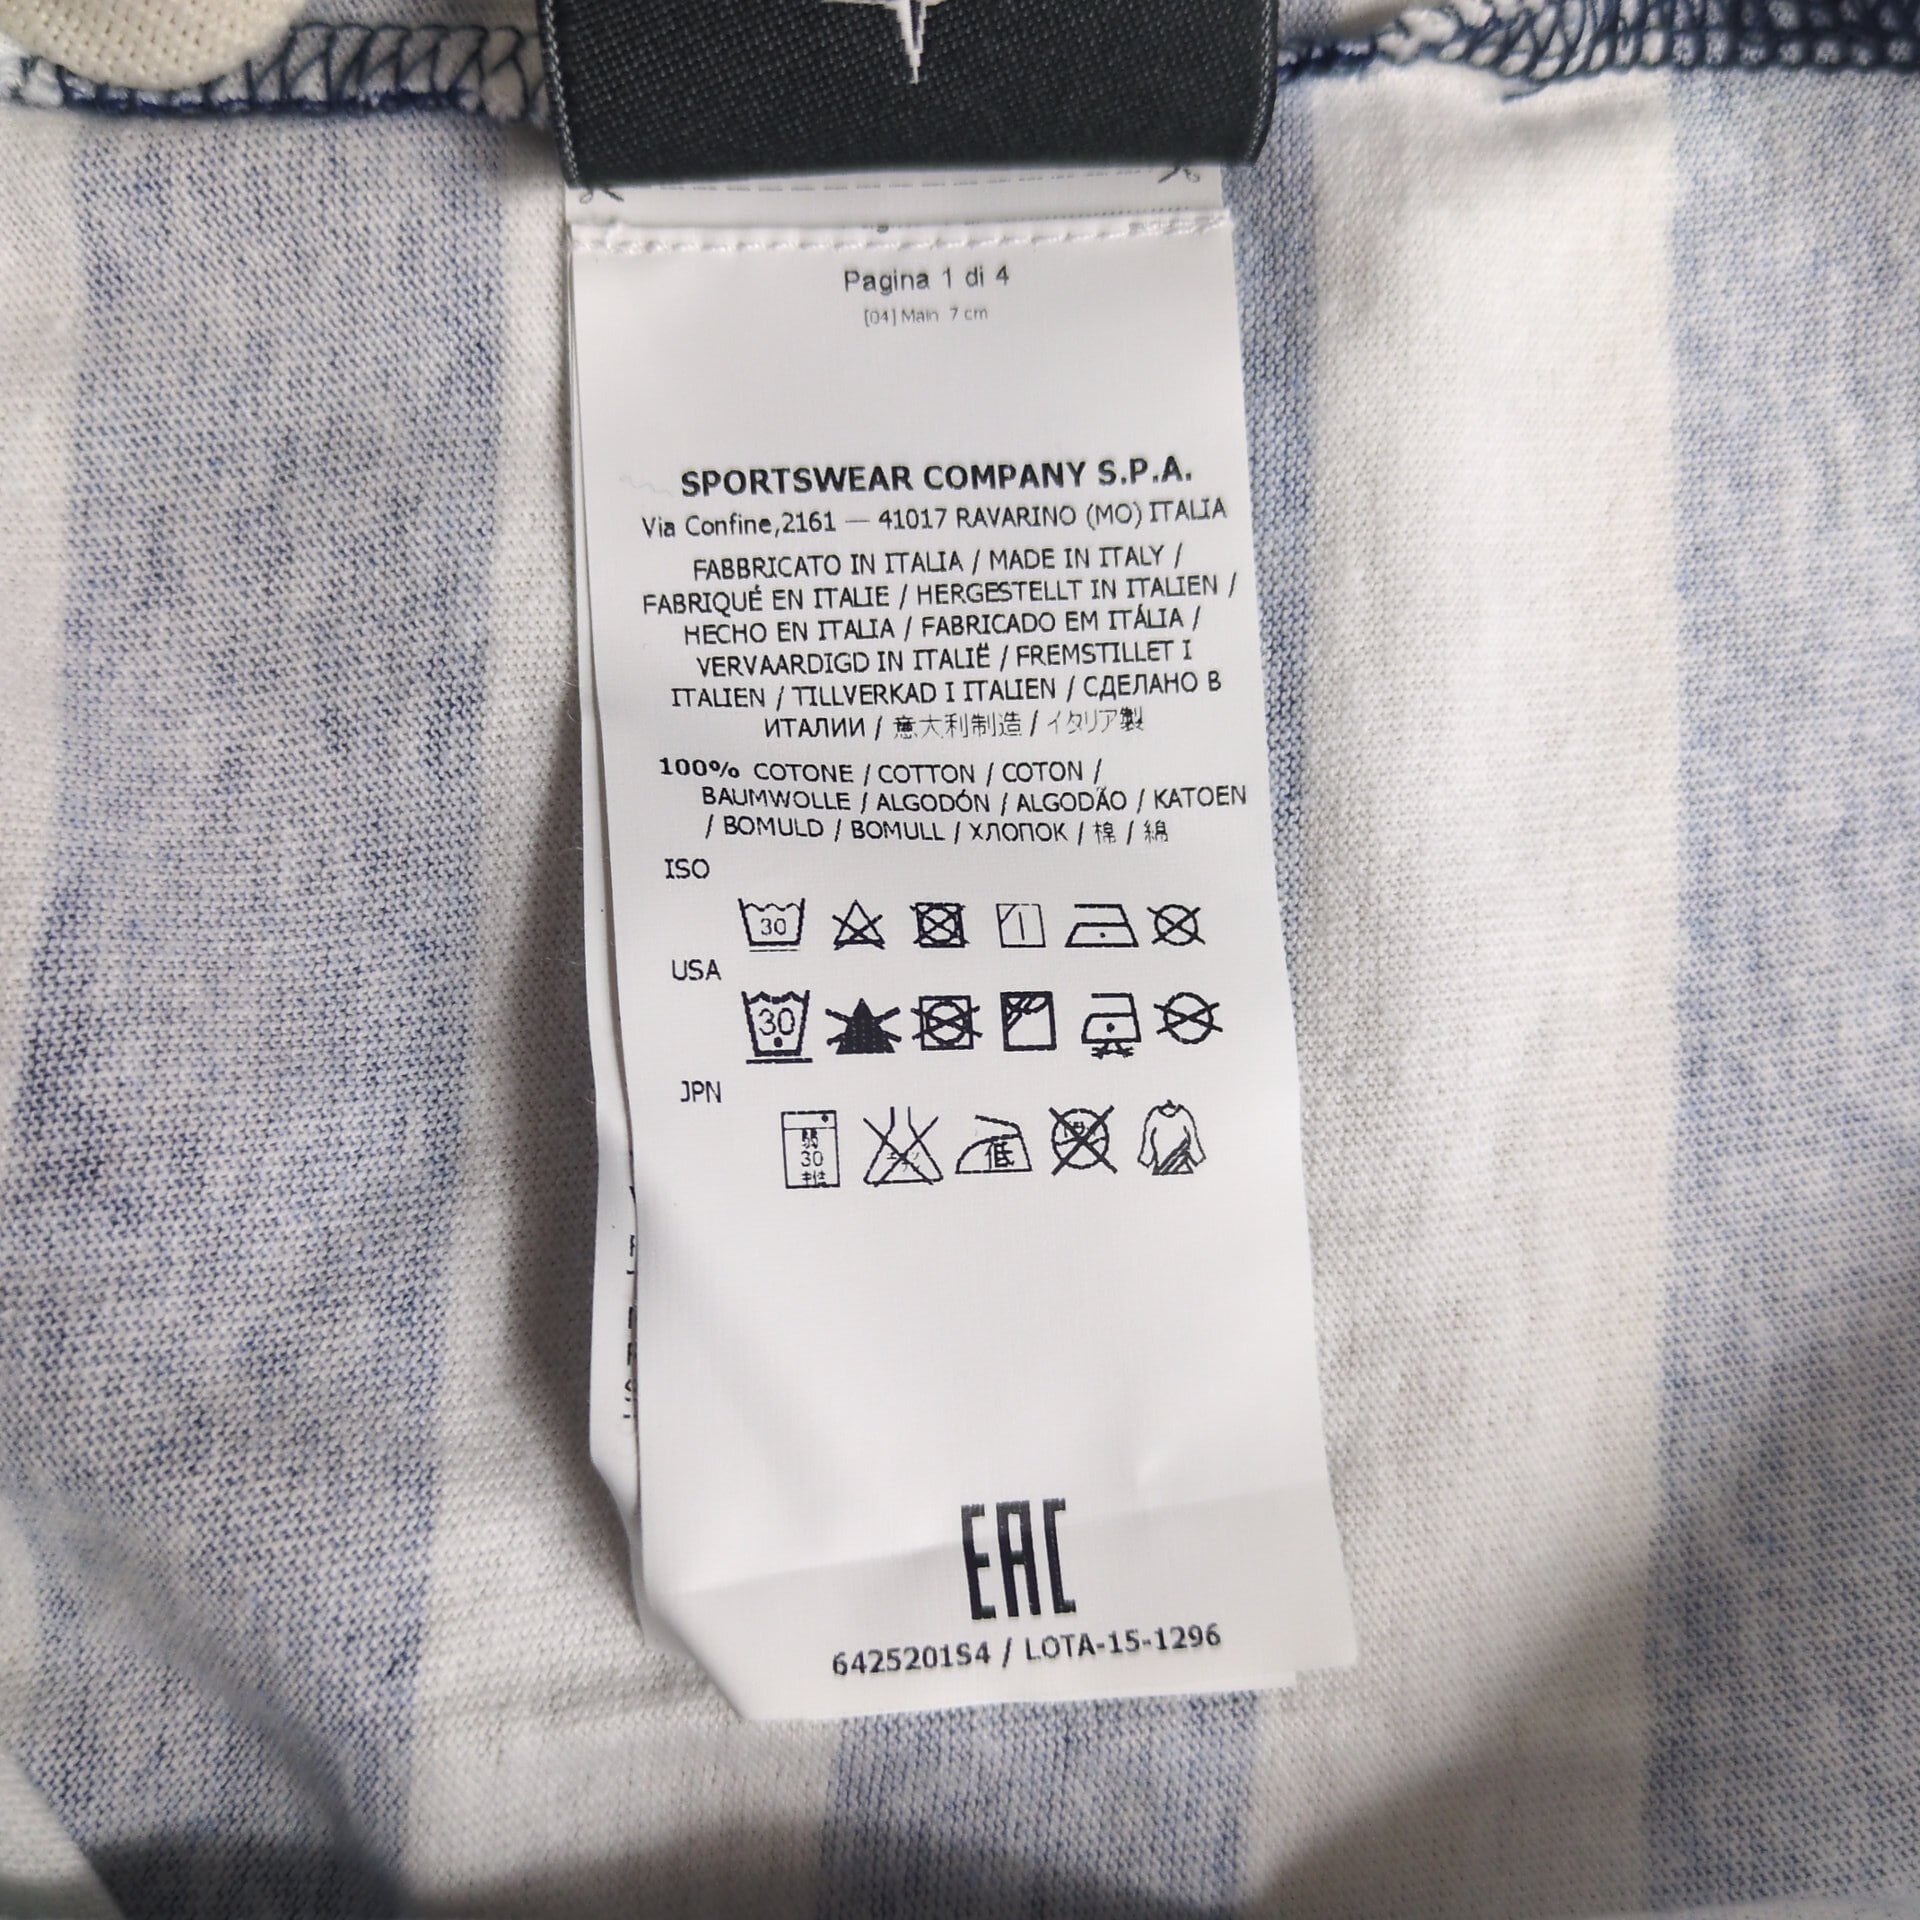 Pagina 1 di 4
[04] Main 7 cm
SPORTSWEAR COMPANY S.P.A.
Via Confine,2161 — 41017 RAVARINO (MO) ITALIA
FABBRICATO IN ITALIA / MADE IN ITALY /
FABRIQUÉ EN ITALIE / HERGESTELLT IN ITALIEN /
HECHO EN ITALIA / FABRICADO EM ITÁLIA /
VERVAARDIGD IN ITALIË / FREMSTILLET I
ITALIEN / TILLVERKAD I ITALIEN / СДЕЛАНО В
ИТАЛИИ / 意大利制造 / イタリア製
100% COTONE / COTTON / COTON /
BAUMWOLLE / ALGODÓN / ALGODÃO / KATOEN
/ BOMULD / BOMULL / ХЛОПОК / 棉 / 綿
ISO
30
USA
30
JPN
弱
30
中性
低
EAC
6425201S4 / LOTA-15-1296